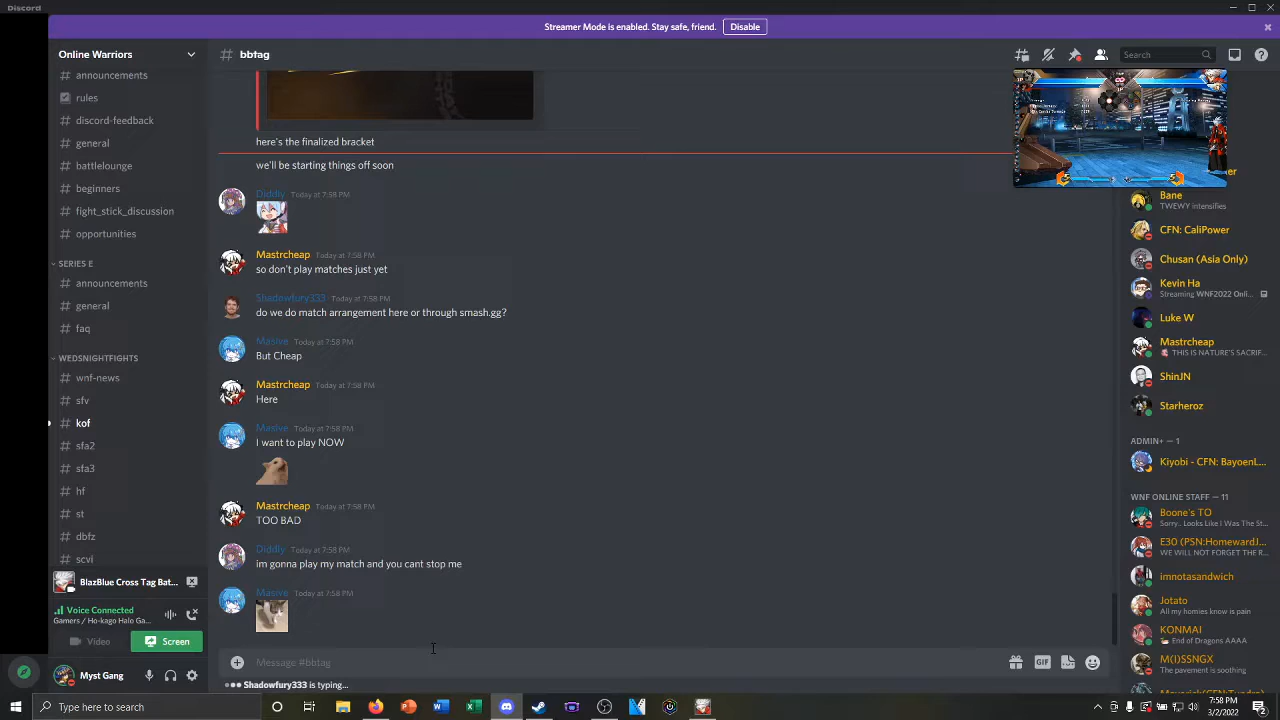 Discord
Streamer Mode is enabled. Stay safe, friend.
Disable
Online Warriors
# bbtag
Search
# announcements
rules
# discord-feedback
# general
# battlelounge
# beginners
# fight_stick_discussion
# opportunities
SERIES E
# announcements
# general
# faq
WEDSNIGHTFIGHTS
# wnf-news
# sfv
# kof
# sfa2
# sfa3
# hf
# st
# dbfz
# scvi
BlazBlue Cross Tag Bat...
Voice Connected
Gamers / Ho-kago Halo Ga...
Video
Screen
Myst Gang
here's the finalized bracket
we'll be starting things off soon
Diddly Today at 7:58 PM
Mastrcheap Today at 7:58 PM
so don't play matches just yet
Shadowfury333 Today at 7:58 PM
do we do match arrangement here or through smash.gg?
Masive Today at 7:58 PM
But Cheap
Mastrcheap Today at 7:58 PM
Here
Masive Today at 7:58 PM
I want to play NOW
Mastrcheap Today at 7:58 PM
TOO BAD
Diddly Today at 7:58 PM
im gonna play my match and you cant stop me
Masive Today at 7:58 PM
Message #bbtag
GIF
Shadowfury333 is typing...
Bane
TWEWY intensifies
CFN: CaliPower
Chusan (Asia Only)
Kevin Ha
Streaming WNF2022 Onli...
Luke W
Mastrcheap
THIS IS NATURE'S SACRIF...
ShinJN
Starheroz
ADMIN+ — 1
Kiyobi - CFN: BayoenL...
WNF ONLINE STAFF — 11
Boone's TO
Sorry.. Looks Like I Was The St...
E30 (PSN:HomewardJ...
WE WILL NOT FORGET THE R...
imnotasandwich
Jotato
All my homies know is pain
KONMAI
End of Dragons AAAA
M(I)SSNGX
The pavement is soothing
Type here to search
7:58 PM
3/2/2022